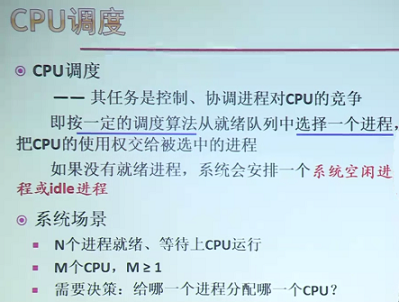 CPU调度
CPU调度
—— 其任务是控制、协调进程对CPU的竞争
即按一定的调度算法从就绪队列中选择一个进程，
把CPU的使用权交给被选中的进程
如果没有就绪进程，系统会安排一个系统空闲进
程或idle进程
系统场景
N个进程就绪、等待上CPU运行
M个CPU，M ≥ 1
需要决策：给哪一个进程分配哪一个CPU？